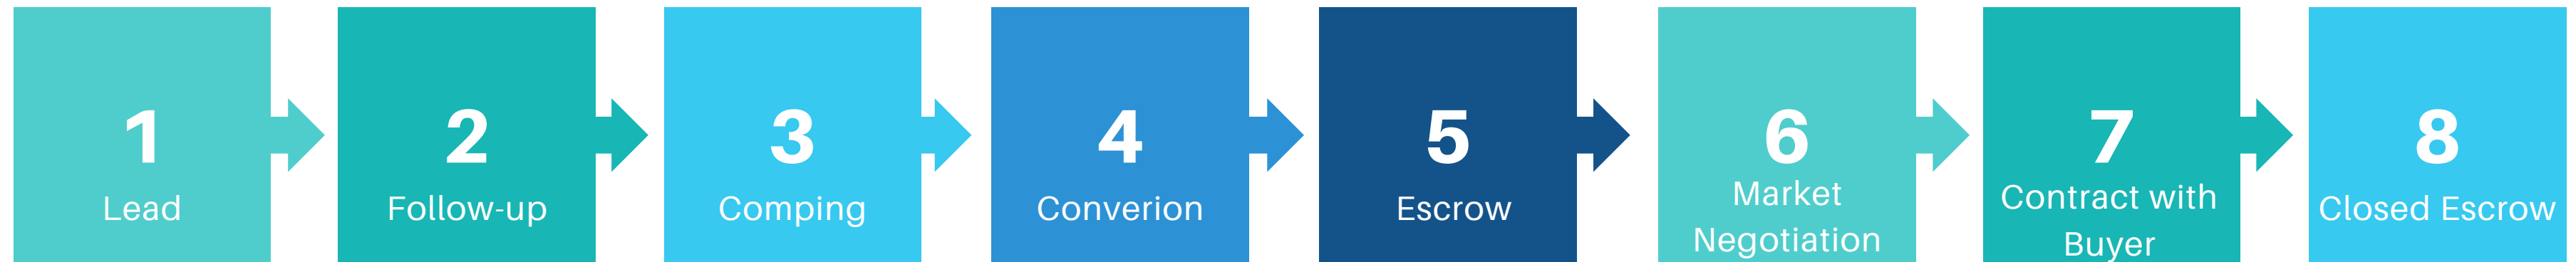 1
Lead
2
Follow-up
3
Comping
4
Converion
5
Escrow
6
Market
Negotiation
7
Contract with
Buyer
8
Closed Escrow